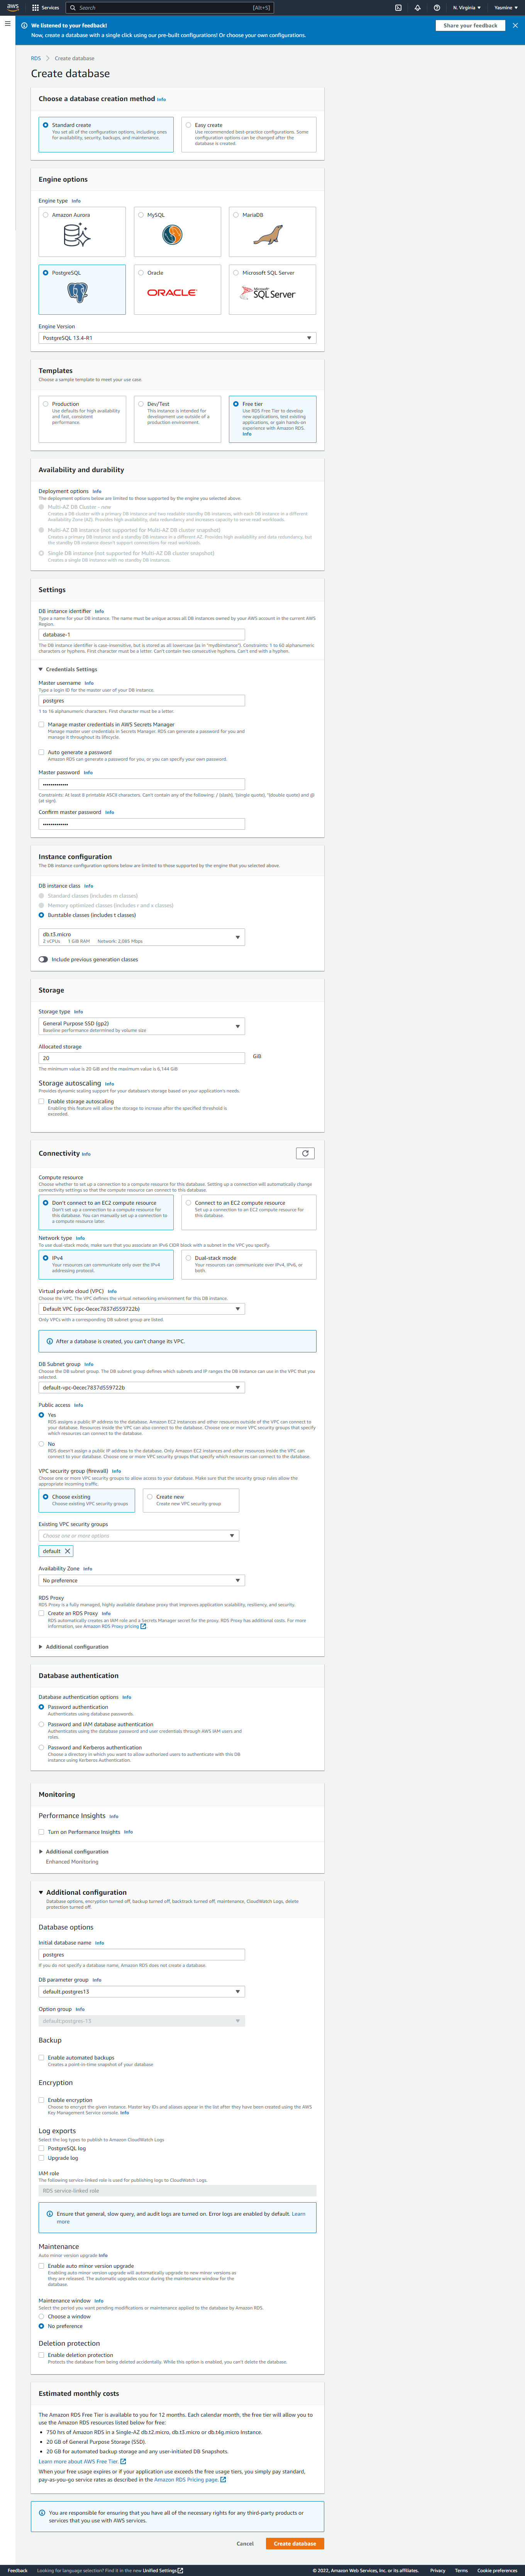 aws
Services
Search
[Alt+S]
N. Virginia
Yasmine
We listened to your feedback!
Now, create a database with a single click using our pre-built configurations! Or choose your own configurations.
Share your feedback
RDS
Create database
Create database
Choose a database creation method Info
Standard create
You set all of the configuration options, including ones
for availability, security, backups, and maintenance.
Easy create
Use recommended best-practice configurations. Some
configuration options can be changed after the
database is created.
Engine options
Engine type Info
Amazon Aurora
MySQL
MariaDB
PostgreSQL
Oracle
ORACLE
Microsoft SQL Server
Microsoft
SQL Server
Engine Version
PostgreSQL 13.4-R1
Templates
Choose a sample template to meet your use case.
Production
Use defaults for high availability
and fast, consistent
performance.
Dev/Test
This instance is intended for
development use outside of a
production environment.
Free tier
Use RDS Free Tier to develop
new applications, test existing
applications, or gain hands-on
experience with Amazon RDS.
Info
Availability and durability
Deployment options Info
The deployment options below are limited to those supported by the engine you selected above.
Multi-AZ DB Cluster - new
Creates a DB cluster with a primary DB instance and two readable standby DB instances, with each DB instance in a different
Availability Zone (AZ). Provides high availability, data redundancy and increases capacity to serve read workloads.
Multi-AZ DB instance (not supported for Multi-AZ DB cluster snapshot)
Creates a primary DB instance and a standby DB instance in a different AZ. Provides high availability and data redundancy, but
the standby DB instance doesn't support connections for read workloads.
Single DB instance (not supported for Multi-AZ DB cluster snapshot)
Creates a single DB instance with no standby DB instances.
Settings
DB instance identifier Info
Type a name for your DB instance. The name must be unique across all DB instances owned by your AWS account in the current AWS
Region.
database-1
The DB instance identifier is case-insensitive, but is stored as all lowercase (as in "mydbinstance"). Constraints: 1 to 60 alphanumeric
characters or hyphens. First character must be a letter. Can't contain two consecutive hyphens. Can't end with a hyphen.
Credentials Settings
Master username Info
Type a login ID for the master user of your DB instance.
postgres
1 to 16 alphanumeric characters. First character must be a letter.
Manage master credentials in AWS Secrets Manager
Manage master user credentials in Secrets Manager. RDS can generate a password for you and
manage it throughout its lifecycle.
Auto generate a password
Amazon RDS can generate a password for you, or you can specify your own password.
Master password Info
•••••••••••••
Constraints: At least 8 printable ASCII characters. Can't contain any of the following: / (slash), '(single quote), "(double quote) and @
(at sign).
Confirm master password Info
•••••••••••••
Instance configuration
The DB instance configuration options below are limited to those supported by the engine that you selected above.
DB instance class Info
Standard classes (includes m classes)
Memory optimized classes (includes r and x classes)
Burstable classes (includes t classes)
db.t3.micro
2 vCPUs 1 GiB RAM Network: 2,085 Mbps
Include previous generation classes
Storage
Storage type Info
General Purpose SSD (gp2)
Baseline performance determined by volume size
Allocated storage
20
GiB
The minimum value is 20 GiB and the maximum value is 6,144 GiB
Storage autoscaling Info
Provides dynamic scaling support for your database's storage based on your application's needs.
Enable storage autoscaling
Enabling this feature will allow the storage to increase after the specified threshold is
exceeded.
Connectivity Info
Compute resource
Choose whether to set up a connection to a compute resource for this database. Setting up a connection will automatically change
connectivity settings so that the compute resource can connect to this database.
Don't connect to an EC2 compute resource
Don't set up a connection to a compute resource for
this database. You can manually set up a connection to
a compute resource later.
Connect to an EC2 compute resource
Set up a connection to an EC2 compute resource for
this database.
Network type Info
To use dual-stack mode, make sure that you associate an IPv6 CIDR block with a subnet in the VPC you specify.
IPv4
Your resources can communicate only over the IPv4
addressing protocol.
Dual-stack mode
Your resources can communicate over IPv4, IPv6, or
both.
Virtual private cloud (VPC) Info
Choose the VPC. The VPC defines the virtual networking environment for this DB instance.
Default VPC (vpc-0ecec7837d559722b)
Only VPCs with a corresponding DB subnet group are listed.
After a database is created, you can't change its VPC.
DB Subnet group Info
Choose the DB subnet group. The DB subnet group defines which subnets and IP ranges the DB instance can use in the VPC that you
selected.
default-vpc-0ecec7837d559722b
Public access Info
Yes
RDS assigns a public IP address to the database. Amazon EC2 instances and other resources outside of the VPC can connect to
your database. Resources inside the VPC can also connect to the database. Choose one or more VPC security groups that specify
which resources can connect to the database.
No
RDS doesn't assign a public IP address to the database. Only Amazon EC2 instances and other resources inside the VPC can
connect to your database. Choose one or more VPC security groups that specify which resources can connect to the database.
VPC security group (firewall) Info
Choose one or more VPC security groups to allow access to your database. Make sure that the security group rules allow the
appropriate incoming traffic.
Choose existing
Choose existing VPC security groups
Create new
Create new VPC security group
Existing VPC security groups
Choose one or more options
default
Availability Zone Info
No preference
RDS Proxy
RDS Proxy is a fully managed, highly available database proxy that improves application scalability, resiliency, and security.
Create an RDS Proxy Info
RDS automatically creates an IAM role and a Secrets Manager secret for the proxy. RDS Proxy has additional costs. For more
information, see Amazon RDS Proxy pricing
Additional configuration
Database authentication
Database authentication options Info
Password authentication
Authenticates using database passwords.
Password and IAM database authentication
Authenticates using the database password and user credentials through AWS IAM users and
roles.
Password and Kerberos authentication
Choose a directory in which you want to allow authorized users to authenticate with this DB
instance using Kerberos Authentication.
Monitoring
Performance Insights Info
Turn on Performance Insights Info
Additional configuration
Enhanced Monitoring
Additional configuration
Database options, encryption turned off, backup turned off, backtrack turned off, maintenance, CloudWatch Logs, delete
protection turned off.
Database options
Initial database name Info
postgres
If you do not specify a database name, Amazon RDS does not create a database.
DB parameter group Info
default.postgres13
Option group Info
default:postgres-13
Backup
Enable automated backups
Creates a point-in-time snapshot of your database
Encryption
Enable encryption
Choose to encrypt the given instance. Master key IDs and aliases appear in the list after they have been created using the AWS
Key Management Service console. Info
Log exports
Select the log types to publish to Amazon CloudWatch Logs
PostgreSQL log
Upgrade log
IAM role
The following service-linked role is used for publishing logs to CloudWatch Logs.
RDS service-linked role
Ensure that general, slow query, and audit logs are turned on. Error logs are enabled by default. Learn
more
Maintenance
Auto minor version upgrade Info
Enable auto minor version upgrade
Enabling auto minor version upgrade will automatically upgrade to new minor versions as
they are released. The automatic upgrades occur during the maintenance window for the
database.
Maintenance window Info
Select the period you want pending modifications or maintenance applied to the database by Amazon RDS.
Choose a window
No preference
Deletion protection
Enable deletion protection
Protects the database from being deleted accidentally. While this option is enabled, you can't delete the database.
Estimated monthly costs
The Amazon RDS Free Tier is available to you for 12 months. Each calendar month, the free tier will allow you to
use the Amazon RDS resources listed below for free:
• 750 hrs of Amazon RDS in a Single-AZ db.t2.micro, db.t3.micro or db.t4g.micro Instance.
• 20 GB of General Purpose Storage (SSD).
• 20 GB for automated backup storage and any user-initiated DB Snapshots.
Learn more about AWS Free Tier.
When your free usage expires or if your application use exceeds the free usage tiers, you simply pay standard,
pay-as-you-go service rates as described in the Amazon RDS Pricing page.
You are responsible for ensuring that you have all of the necessary rights for any third-party products or
services that you use with AWS services.
Cancel
Create database
Feedback
Looking for language selection? Find it in the new Unified Settings
© 2022, Amazon Web Services, Inc. or its affiliates.
Privacy
Terms
Cookie preferences